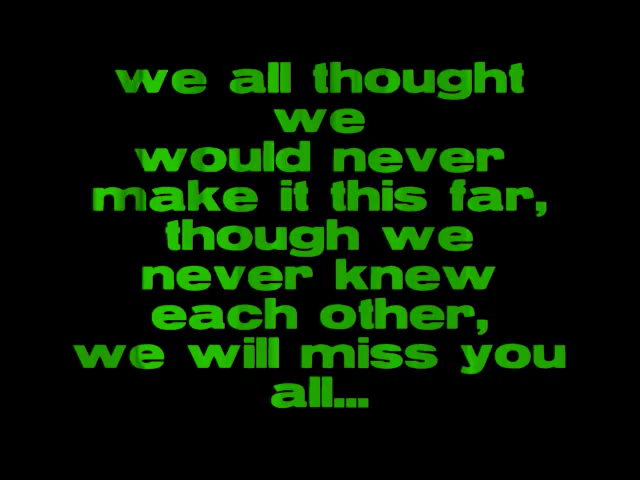 we all thought
we
would never
make it this far,
though we
never knew
each other,
we will miss you
all...